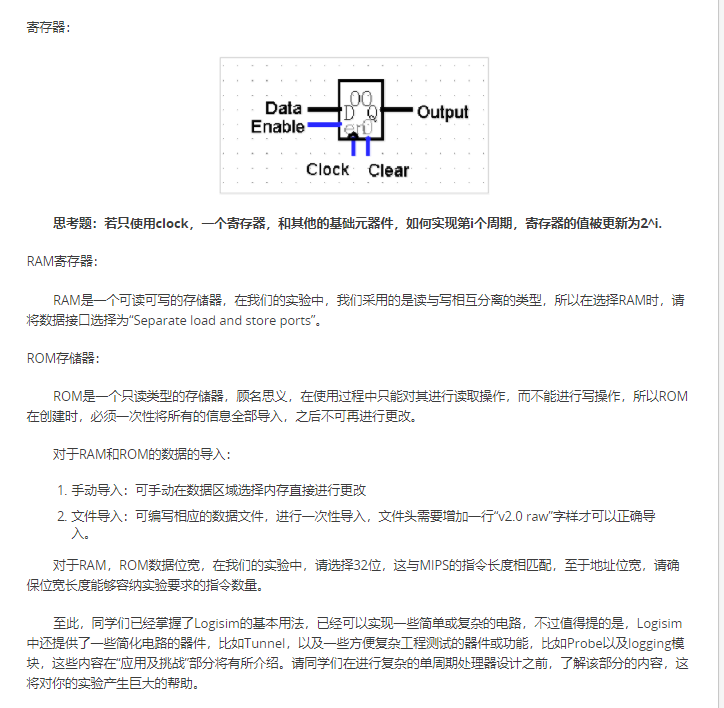 寄存器：
00
D Q
en0
Data
Enable
Output
Clock Clear
思考题：若只使用clock，一个寄存器，和其他的基础元器件，如何实现第i个周期，寄存器的值被更新为2^i.
RAM寄存器：
RAM是一个可读可写的存储器，在我们的实验中，我们采用的是读与写相互分离的类型，所以在选择RAM时，请
将数据接口选择为“Separate load and store ports”。
ROM存储器：
ROM是一个只读类型的存储器，顾名思义，在使用过程中只能对其进行读取操作，而不能进行写操作，所以ROM
在创建时，必须一次性将所有的信息全部导入，之后不可再进行更改。
对于RAM和ROM的数据的导入：
1. 手动导入：可手动在数据区域选择内存直接进行更改
2. 文件导入：可编写相应的数据文件，进行一次性导入，文件头需要增加一行“v2.0 raw”字样才可以正确导
入。
对于RAM，ROM数据位宽，在我们的实验中，请选择32位，这与MIPS的指令长度相匹配，至于地址位宽，请确
保位宽长度能够容纳实验要求的指令数量。
至此，同学们已经掌握了Logisim的基本用法，已经可以实现一些简单或复杂的电路，不过值得提的是，Logisim
中还提供了一些简化电路的器件，比如Tunnel，以及一些方便复杂工程测试的器件或功能，比如Probe以及logging模
块，这些内容在“应用及挑战”部分将有所介绍。请同学们在进行复杂的单周期处理器设计之前，了解该部分的内容，这
将对你的实验产生巨大的帮助。